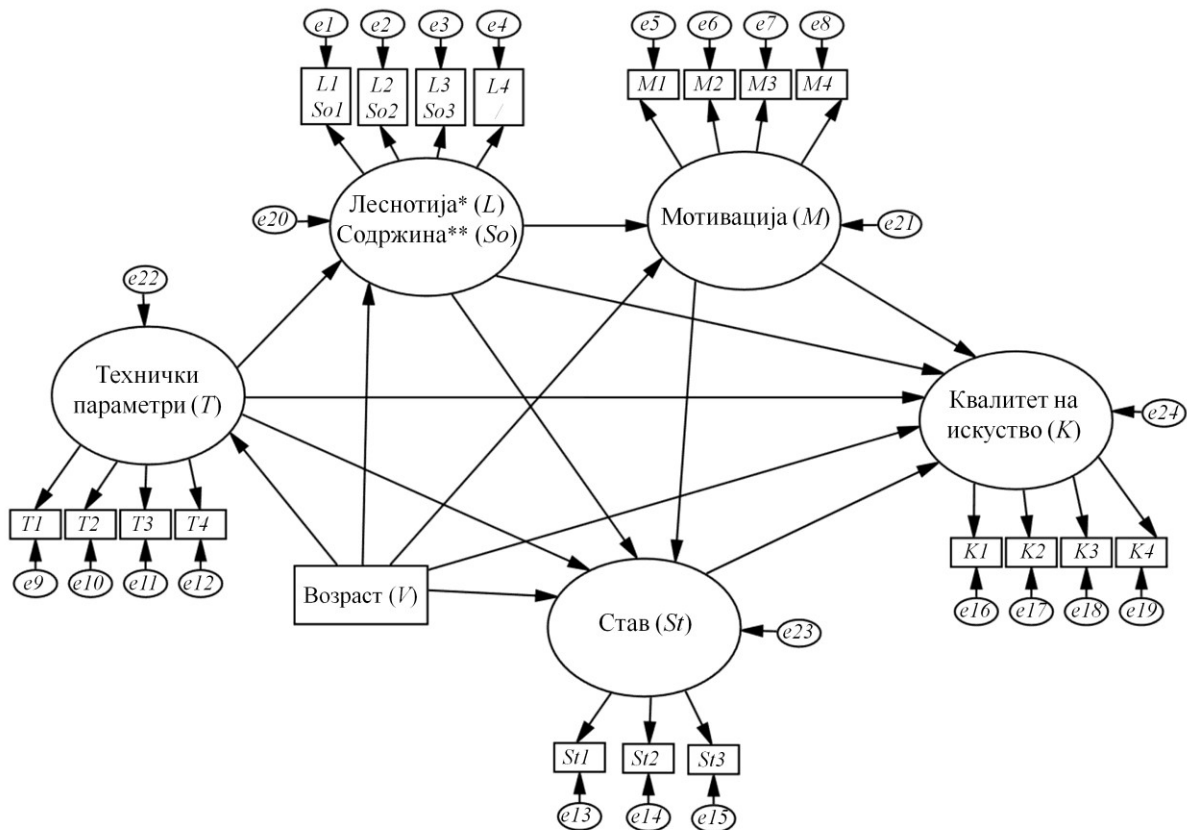 e1
e2
e3
e4
e5
e6
e7
e8
L1
So1
L2
So2
L3
So3
L4
/
M1
M2
M3
M4
Леснотија* (L)
Содржина** (So)
e20
Мотивација (M)
e21
e22
Технички
параметри (T)
Квалитет на
искуство (K)
e24
T1
T2
T3
T4
e9
e10
e11
e12
Возраст (V)
Став (St)
e23
K1
K2
K3
K4
e16
e17
e18
e19
St1
St2
St3
e13
e14
e15